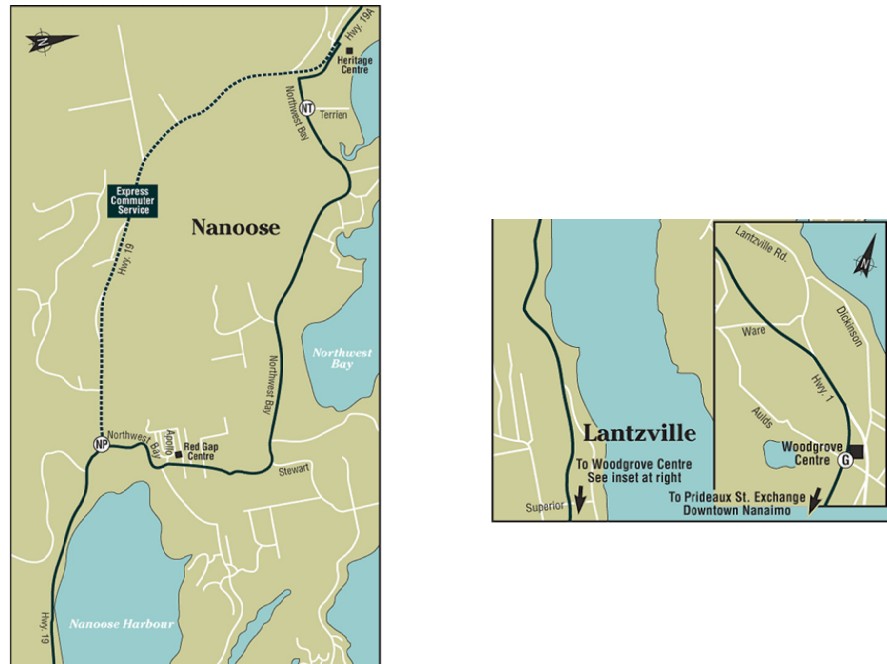 N
Hwy. 19A
Heritage
Centre
Northwest Bay
NT
Terrien
Express
Commuter
Service
Nanoose
Hwy. 19
Northwest
Bay
Northwest Bay
NP
Northwest Bay
Apollo
Red Gap
Centre
Stewart
Nanoose Harbour
Hwy. 19
Lantzville
To Woodgrove Centre
See inset at right
Superior
Lantzville Rd.
N
Dickinson
Ware
Hwy. 1
Aulds
Woodgrove
Centre
G
To Prideaux St. Exchange
Downtown Nanaimo